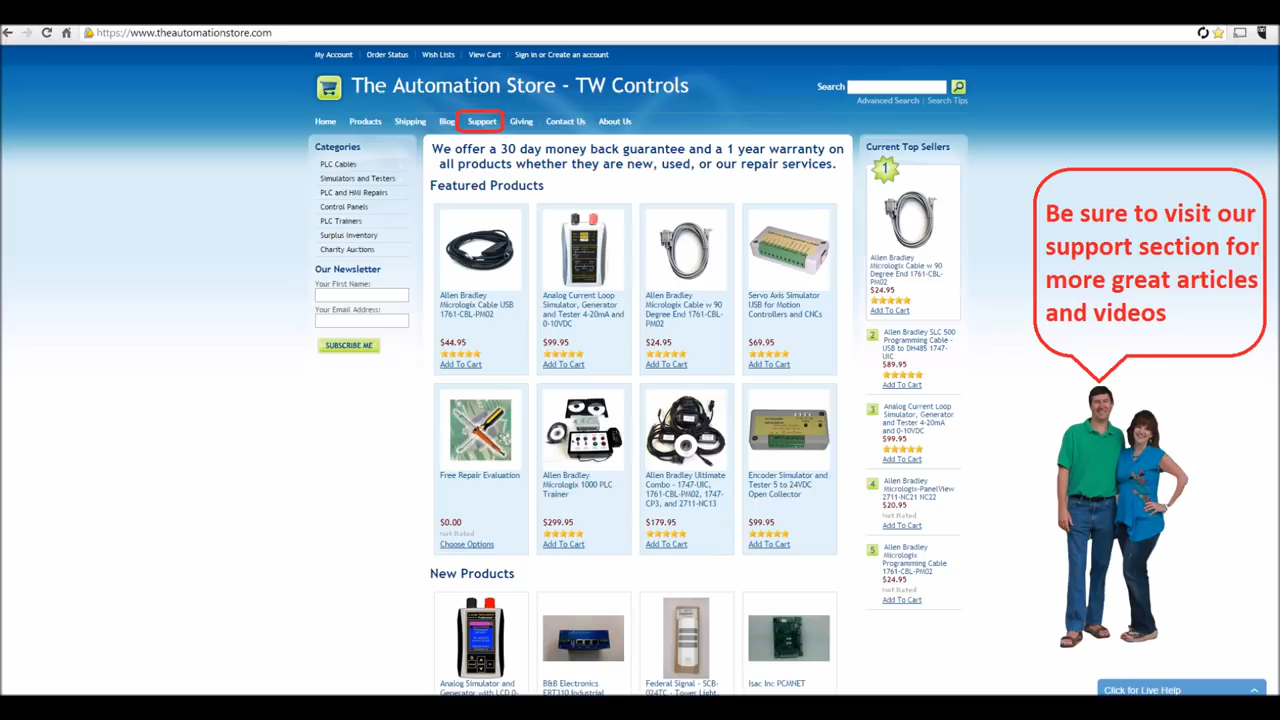 https://www.theautomationstore.com
My Account Order Status Wish Lists View Cart Sign in or Create an account
The Automation Store - TW Controls
Search
Advanced Search | Search Tips
Home Products Shipping Blog Support Giving Contact Us About Us
Categories
PLC Cables
Simulators and Testers
PLC and HMI Repairs
Control Panels
PLC Trainers
Surplus Inventory
Charity Auctions
Our Newsletter
Your First Name:
Your Email Address:
SUBSCRIBE ME
We offer a 30 day money back guarantee and a 1 year warranty on
all products whether they are new, used, or our repair services.
Featured Products
Allen Bradley
Micrologix Cable USB
1761-CBL-PM02
$44.95
Add To Cart
Analog Current Loop
Simulator, Generator
and Tester 4-20mA and
0-10VDC
$99.95
Add To Cart
Allen Bradley
Micrologix Cable w 90
Degree End 1761-CBL-
PM02
$24.95
Add To Cart
Servo Axis Simulator
USB for Motion
Controllers and CNCs
$69.95
Add To Cart
Free Repair Evaluation
$0.00
Not Rated
Choose Options
Allen Bradley
Micrologix 1000 PLC
Trainer
$299.95
Add To Cart
Allen Bradley Ultimate
Combo - 1747-UIC,
1761-CBL-PM02, 1747-
CP3, and 2711-NC13
$179.95
Add To Cart
Encoder Simulator and
Tester 5 to 24VDC
Open Collector
$99.95
Add To Cart
New Products
Analog Simulator and
Generator with LCD 0-
B&B Electronics
ERT310 Industrial
Federal Signal - SCB-
024TC - Tower Light,
Isac Inc PCMNET
Current Top Sellers
1
Allen Bradley
Micrologix Cable w 90
Degree End 1761-CBL-
PM02
$24.95
Add To Cart
2
Allen Bradley SLC 500
Programming Cable -
USB to DH485 1747-
UIC
$89.95
Add To Cart
3
Analog Current Loop
Simulator, Generator
and Tester 4-20mA
and 0-10VDC
$99.95
Add To Cart
4
Allen Bradley
Micrologix-PanelView
2711-NC21 NC22
$20.95
Not Rated
Add To Cart
5
Allen Bradley
Micrologix
Programming Cable
1761-CBL-PM02
$24.95
Not Rated
Add To Cart
Be sure to visit our
support section for
more great articles
and videos
Click for Live Help